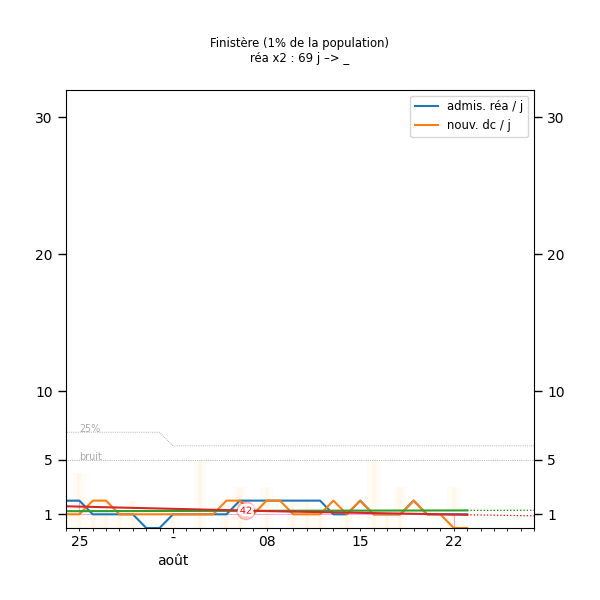 Finistère (1% de la population)
réa x2 : 69 j –> _
admis. réa / j
nouv. dc / j
30 30
20 20
10 10
25%
5 bruit 5
42
1 1
25 - 08 15 22
août